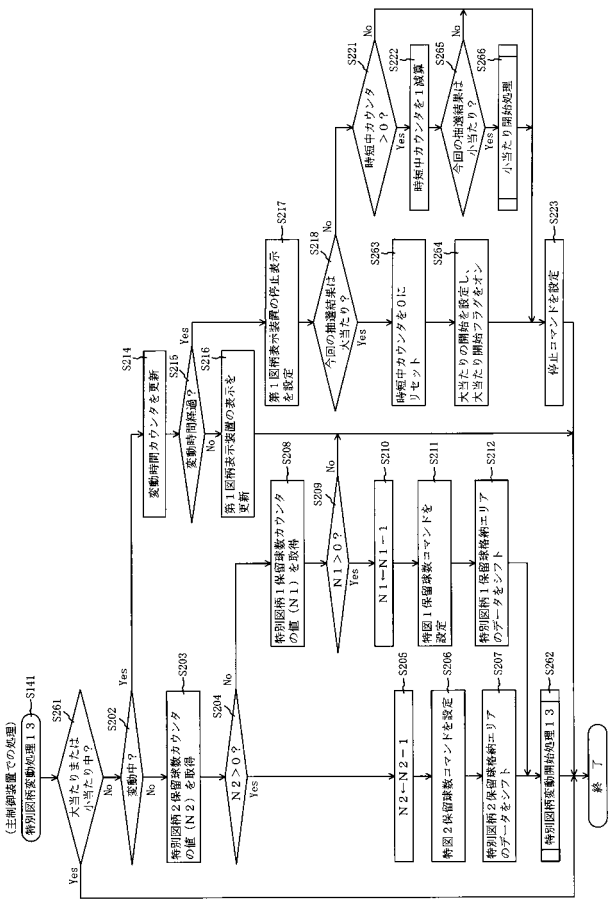 (主制御装置での処理)
特別図柄変動処理13
S141
S261
大当たりまたは
小当たり中?
Yes
No
S202
変動中?
Yes
No
S203
特別図柄2保留球数カウンタ
の値(N2)を取得
S204
N2>0?
No
Yes
S205
N2←N2-1
S206
特図2保留球数コマンドを設定
S207
特別図柄2保留球格納エリア
のデータをシフト
S262
特別図柄変動開始処理13
終了
S208
特別図柄1保留球数カウンタ
の値(N1)を取得
S209
N1>0?
No
Yes
S210
N1←N1-1
S211
特図1保留球数コマンドを
設定
S212
特別図柄1保留球格納エリア
のデータをシフト
S214
変動時間カウンタを更新
S215
変動時間経過?
Yes
No
S216
第1図柄表示装置の表示を
更新
S217
第1図柄表示装置の停止表示
を設定
S218
今回の抽選結果は
大当たり?
No
Yes
S263
時短中カウンタを0に
リセット
S264
大当たりの開始を設定し、
大当たり開始フラグをオン
S223
停止コマンドを設定
S221
時短中カウンタ
>0?
No
Yes
S222
時短中カウンタを1減算
S265
今回の抽選結果は
小当たり?
No
Yes
S266
小当たり開始処理